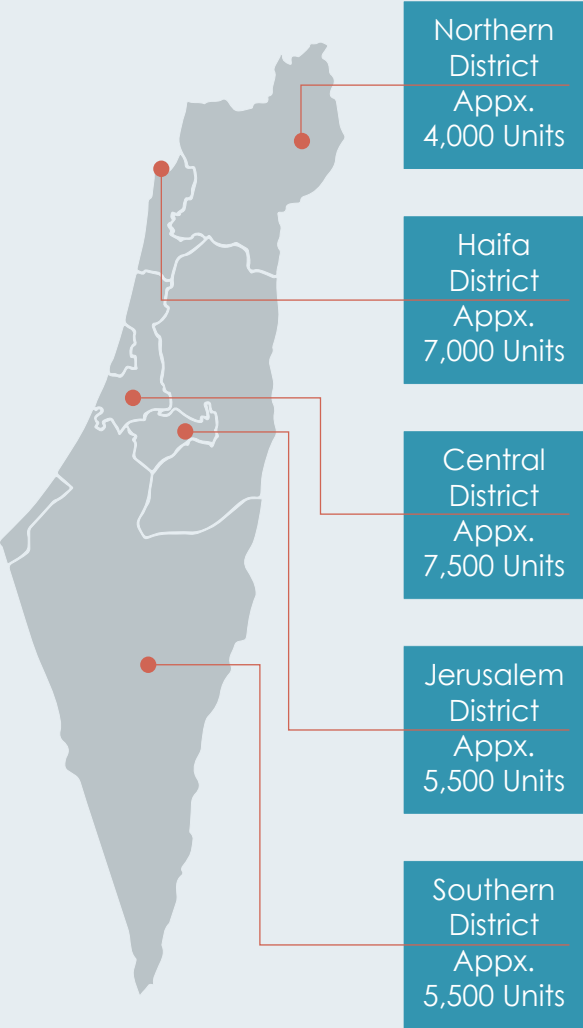 Northern
District
Appx.
4,000 Units
Haifa
District
Appx.
7,000 Units
Central
District
Appx.
7,500 Units
Jerusalem
District
Appx.
5,500 Units
Southern
District
Appx.
5,500 Units